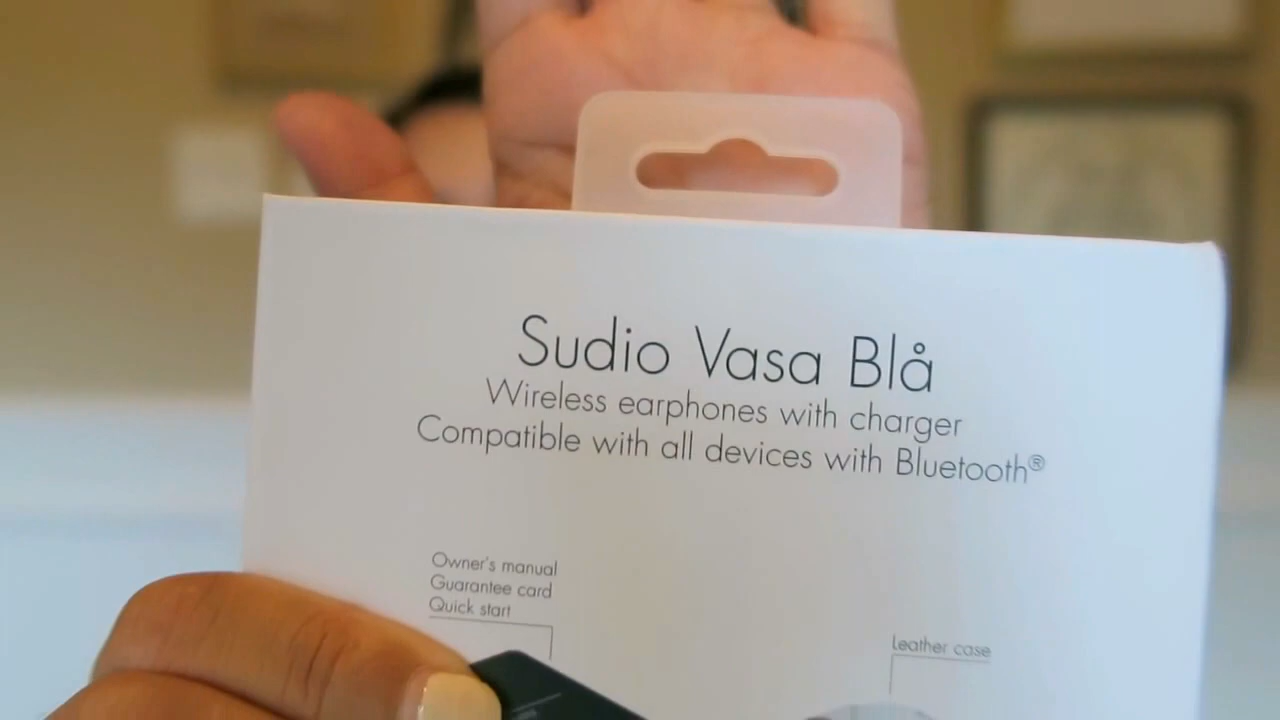 Sudio Vasa Blå
Wireless earphones with charger
Compatible with all devices with Bluetooth®
Owner's manual
Guarantee card
Quick start
Leather case